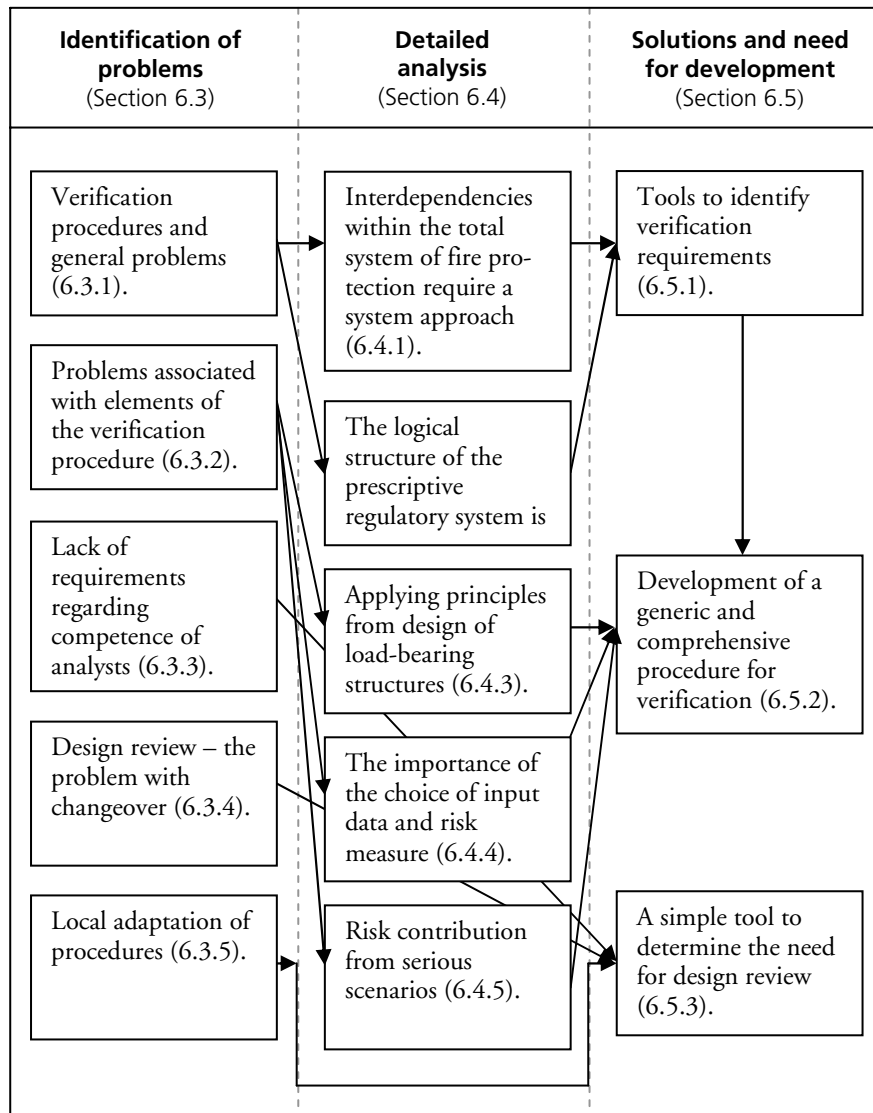 Identification of
problems
(Section 6.3)
Detailed
analysis
(Section 6.4)
Solutions and need
for development
(Section 6.5)
Verification
procedures and
general problems
(6.3.1).
Problems associated
with elements of
the verification
procedure (6.3.2).
Lack of
requirements
regarding
competence of
analysts (6.3.3).
Design review – the
problem with
changeover (6.3.4).
Local adaptation of
procedures (6.3.5).
Interdependencies
within the total
system of fire pro-
tection require a
system approach
(6.4.1).
The logical
structure of the
prescriptive
regulatory system is
Applying principles
from design of
load-bearing
structures (6.4.3).
The importance of
the choice of input
data and risk
measure (6.4.4).
Risk contribution
from serious
scenarios (6.4.5).
Tools to identify
verification
requirements
(6.5.1).
Development of a
generic and
comprehensive
procedure for
verification (6.5.2).
A simple tool to
determine the need
for design review
(6.5.3).